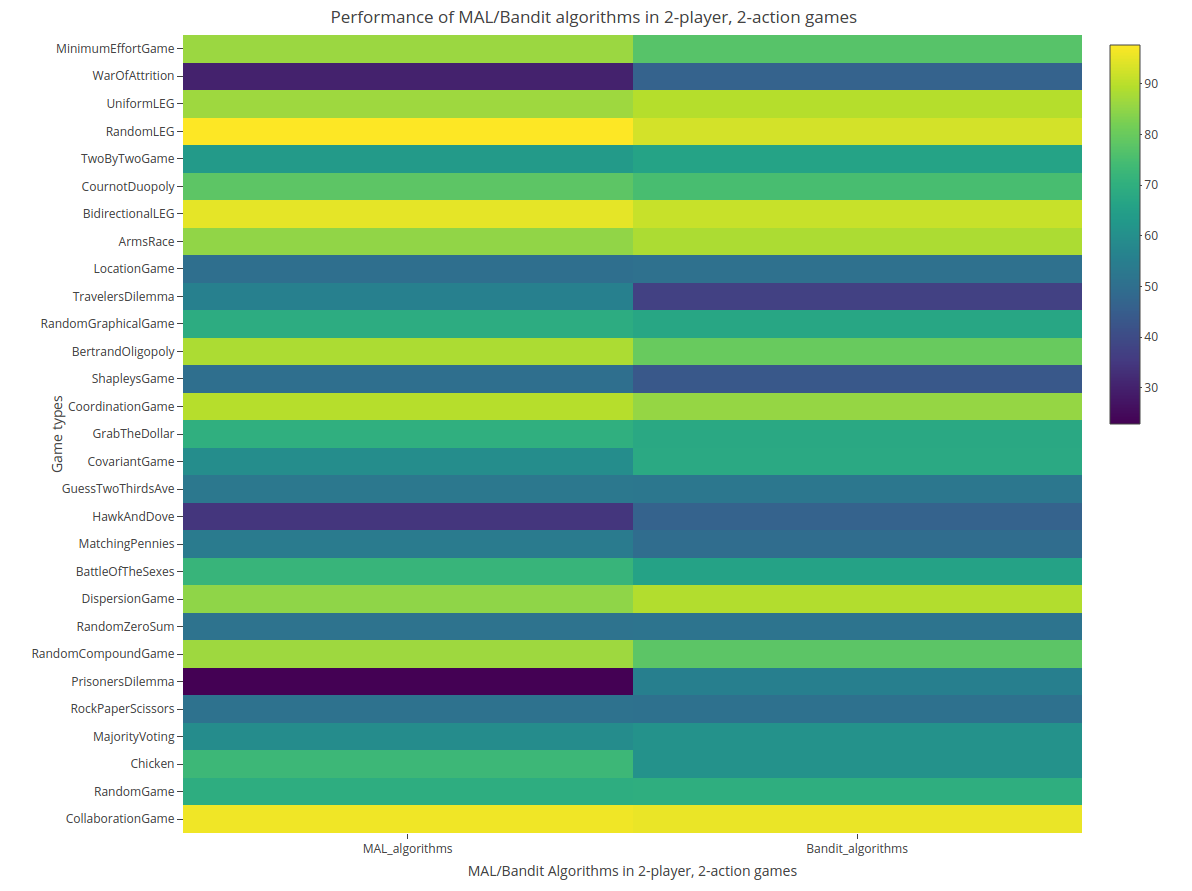 Performance of MAL/Bandit algorithms in 2-player, 2-action games
MinimumEffortGame
WarOfAttrition
UniformLEG
RandomLEG
TwoByTwoGame
CournotDuopoly
BidirectionalLEG
ArmsRace
LocationGame
TravelersDilemma
RandomGraphicalGame
BertrandOligopoly
ShapleysGame
CoordinationGame
GrabTheDollar
CovariantGame
GuessTwoThirdsAve
HawkAndDove
MatchingPennies
BattleOfTheSexes
DispersionGame
RandomZeroSum
RandomCompoundGame
PrisonersDilemma
RockPaperScissors
MajorityVoting
Chicken
RandomGame
CollaborationGame
Game types
MAL_algorithms
Bandit_algorithms
MAL/Bandit Algorithms in 2-player, 2-action games
90
80
70
60
50
40
30